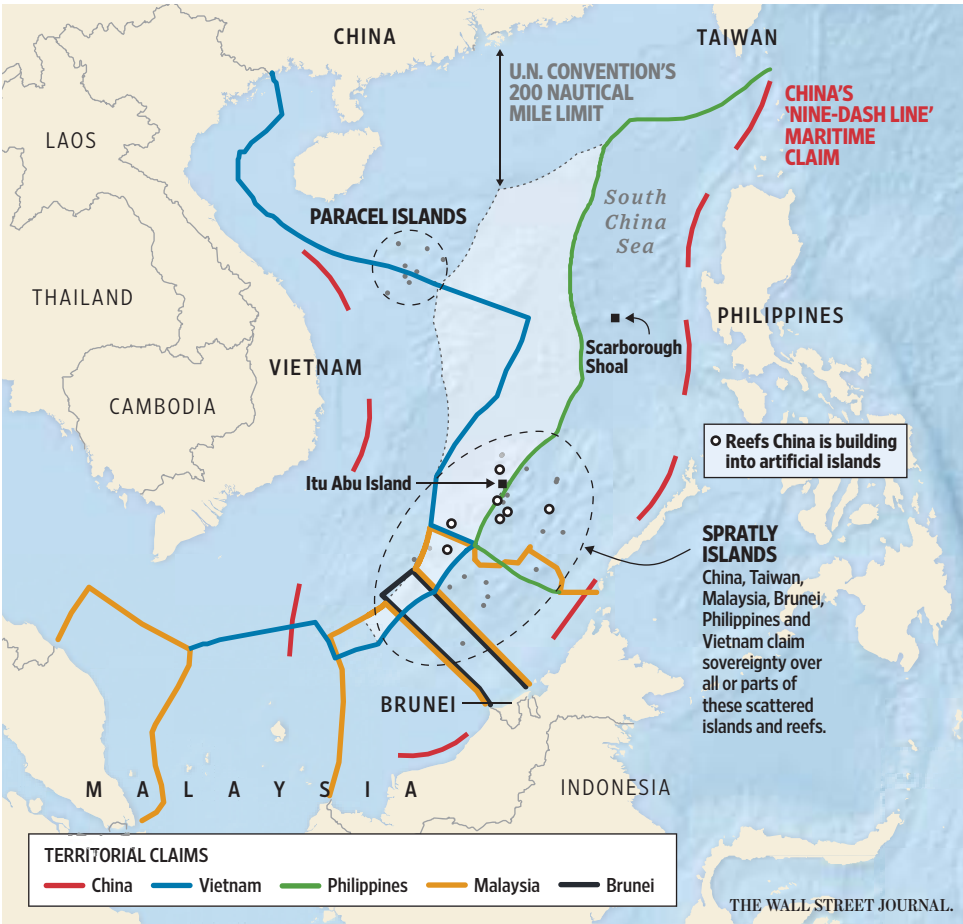 CHINA
TAIWAN
U.N. CONVENTION'S
200 NAUTICAL
MILE LIMIT
CHINA'S
'NINE-DASH LINE'
MARITIME
CLAIM
LAOS
PARACEL ISLANDS
South
China
Sea
THAILAND
PHILIPPINES
Scarborough
Shoal
VIETNAM
CAMBODIA
Reefs China is building
into artificial islands
Itu Abu Island
SPRATLY
ISLANDS
China, Taiwan,
Malaysia, Brunei,
Philippines and
Vietnam claim
sovereignty over
all or parts of
these scattered
islands and reefs.
BRUNEI
MALAYSIA
INDONESIA
TERRITORIAL CLAIMS
China Vietnam Philippines Malaysia Brunei
THE WALL STREET JOURNAL.